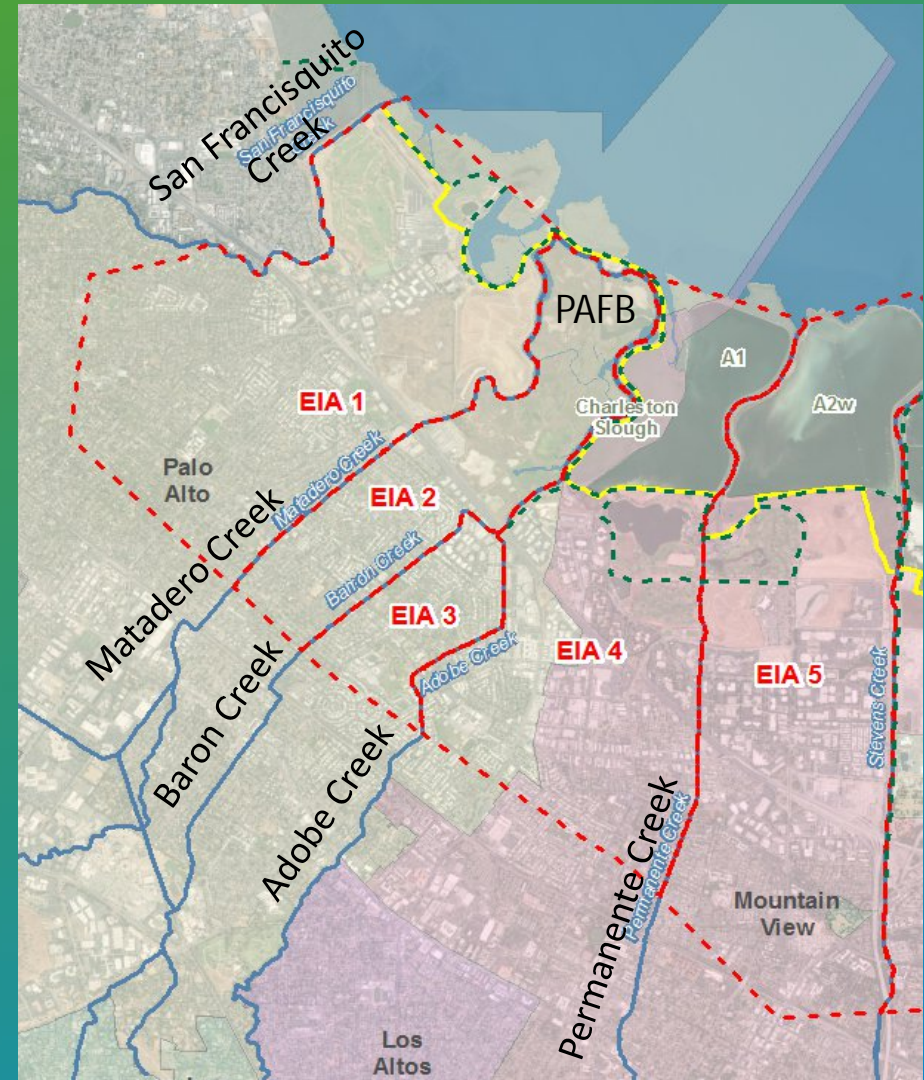 San Francisquito
Creek
San Francisquito
PAFB
A1
A2w
EIA 1
Charleston
Slough
Palo
Alto
Matadero Creek
EIA 2
Matadero Creek
Barron Creek
EIA 3
Adobe Creek
EIA 4
EIA 5
Stevens Creek
Baron Creek
Adobe Creek
Permanente Creek
Permanente Creek
Mountain
View
Los
Altos